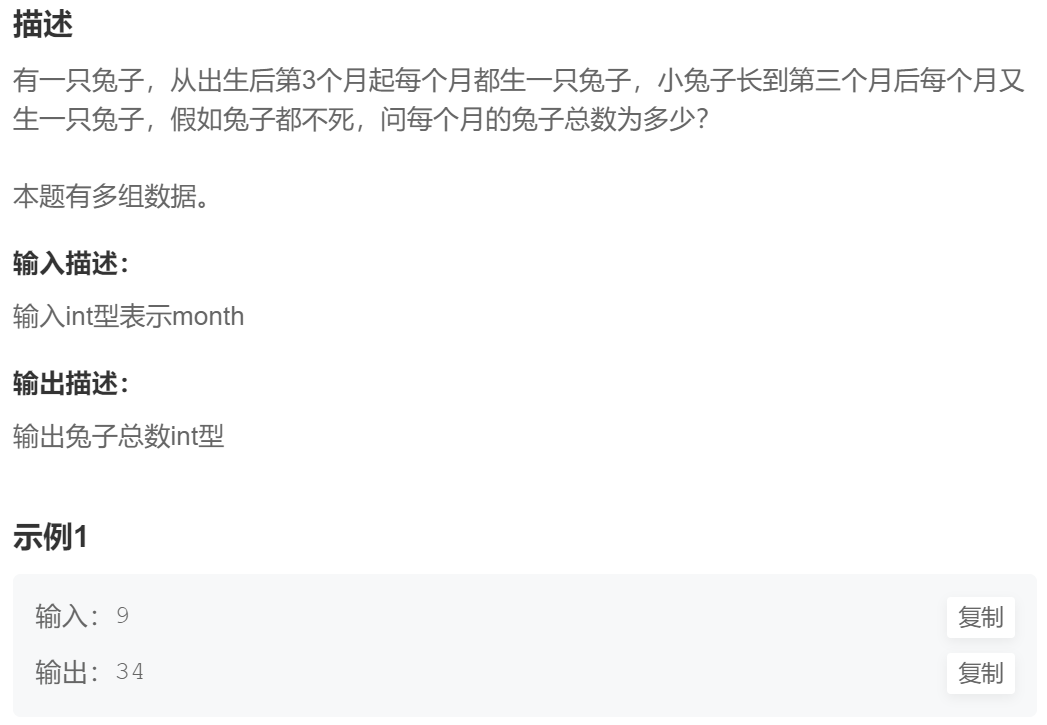 描述
有一只兔子，从出生后第3个月起每个月都生一只兔子，小兔子长到第三个月后每个月又
生一只兔子，假如兔子都不死，问每个月的兔子总数为多少？
本题有多组数据。
输入描述：
输入int型表示month
输出描述：
输出兔子总数int型
示例1
输入：9
复制
输出：34
复制